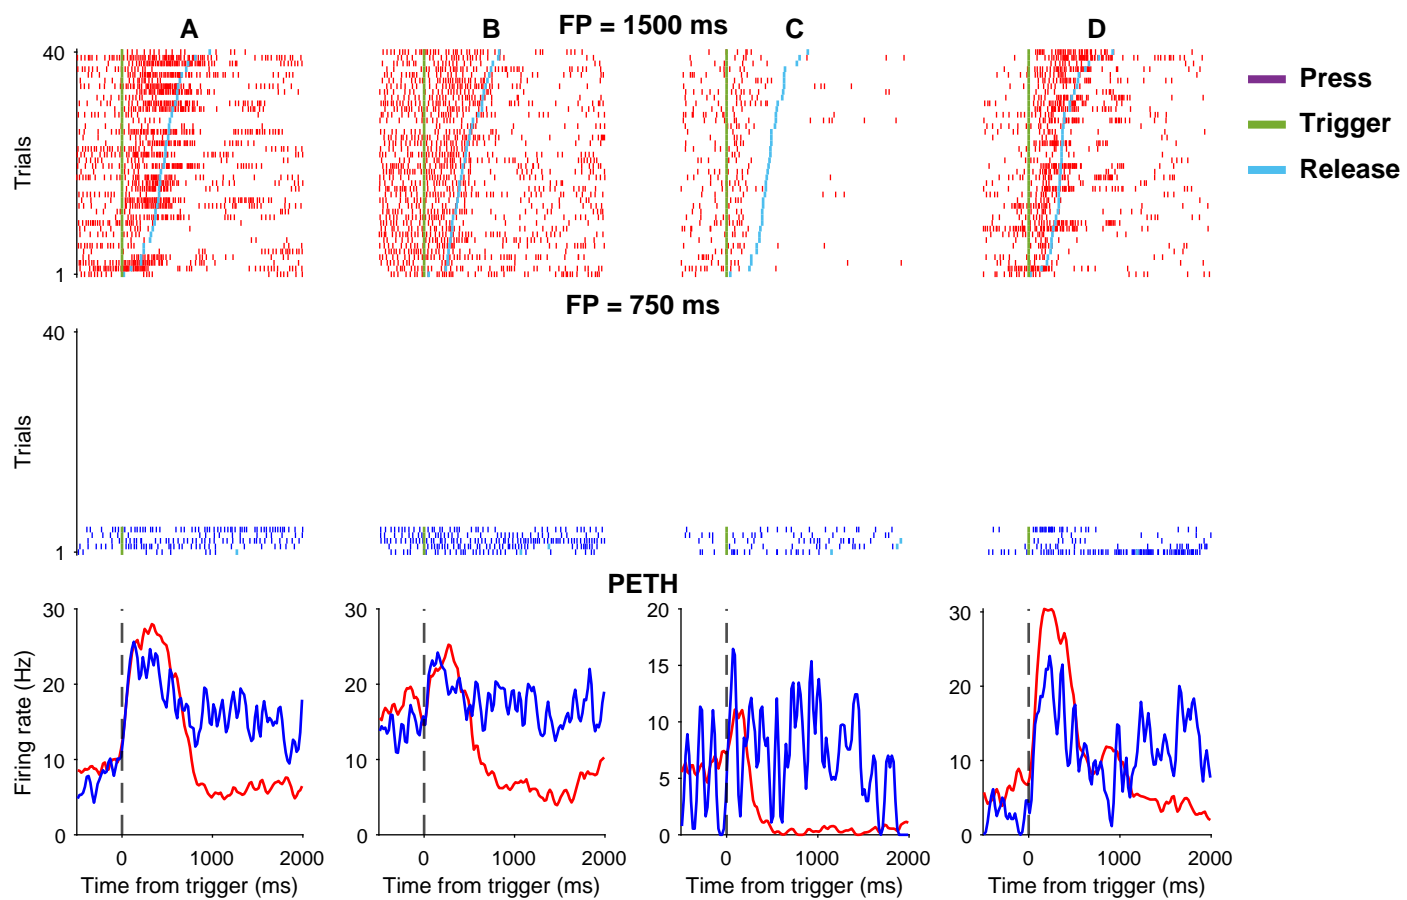 A
B
FP = 1500 ms
C
D
40
Trials
1
Press
Trigger
Release
FP = 750 ms
40
Trials
1
PETH
30
20
10
0
Firing rate (Hz)
0
1000
2000
Time from trigger (ms)
30
20
10
0
0
1000
2000
Time from trigger (ms)
20
15
10
5
0
0
1000
2000
Time from trigger (ms)
30
20
10
0
0
1000
2000
Time from trigger (ms)